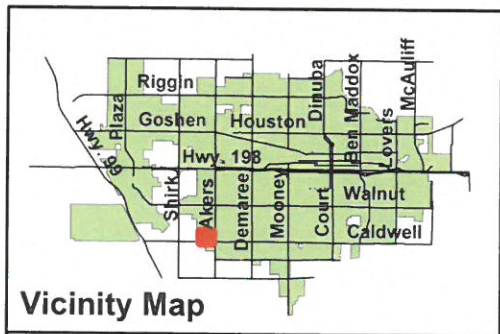 Riggin
Goshen
Houston
Hwy. 198
Hwy. 99
Plaza
Shirk
Akers
Demaree
Mooney
Court
Dinuba
Ben Maddox
Lovers
McAuliff
Walnut
Caldwell
Vicinity Map